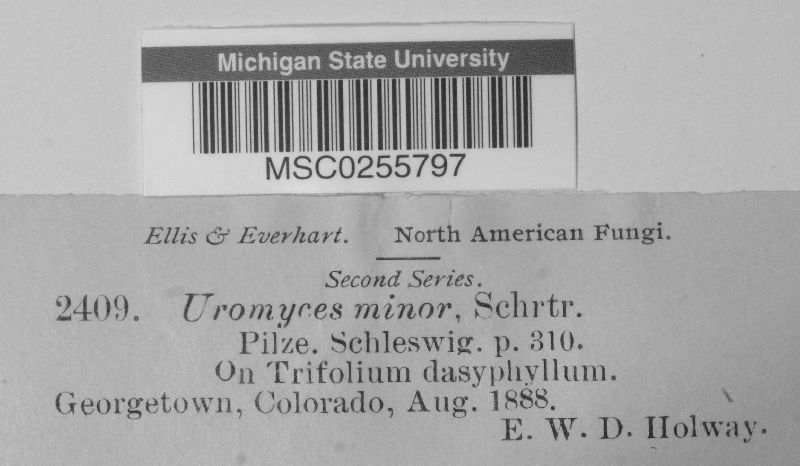 Michigan State University
MSC0255797
Ellis & Everhart. North American Fungi.
Second Series.
2409. Uromyces minor, Schrtr.
Pilze. Schleswig. p. 310.
On Trifolium dasyphyllum.
Georgetown, Colorado, Aug. 1888.
E. W. D. Holway.